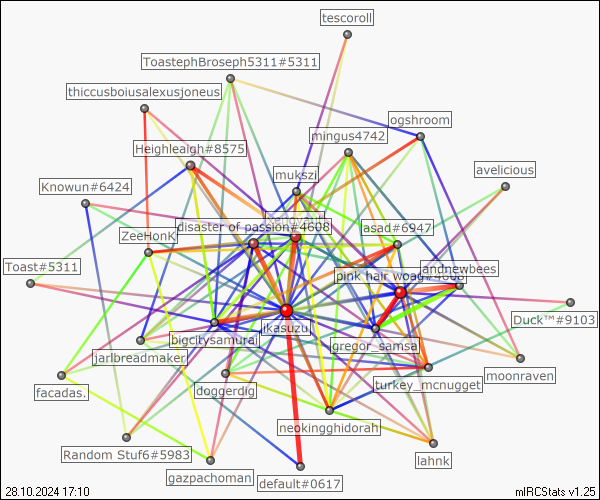 tescoroll
ToastephBroseph5311#5311
thiccusboiusalexusjoneus
ogshroom
mingus4742
Heighleaigh#8575
avelicious
mukszi
Knowun#6424
disaster of passion#4608
asad#6947
ZeeHonk
Toast#5311
pink hair woag#4608
andnewbees
Duck™#9103
ikasuzu
bigcitysamurai
gregor_samsa
jarlbreadmaker
moonraven
facadas.
doggerdig
turkey_mcnugget
neokingghidorah
Random Stuf6#5983
lahnk
gazpachoman
default#0617
28.10.2024 17:10
mIRCStats v1.25